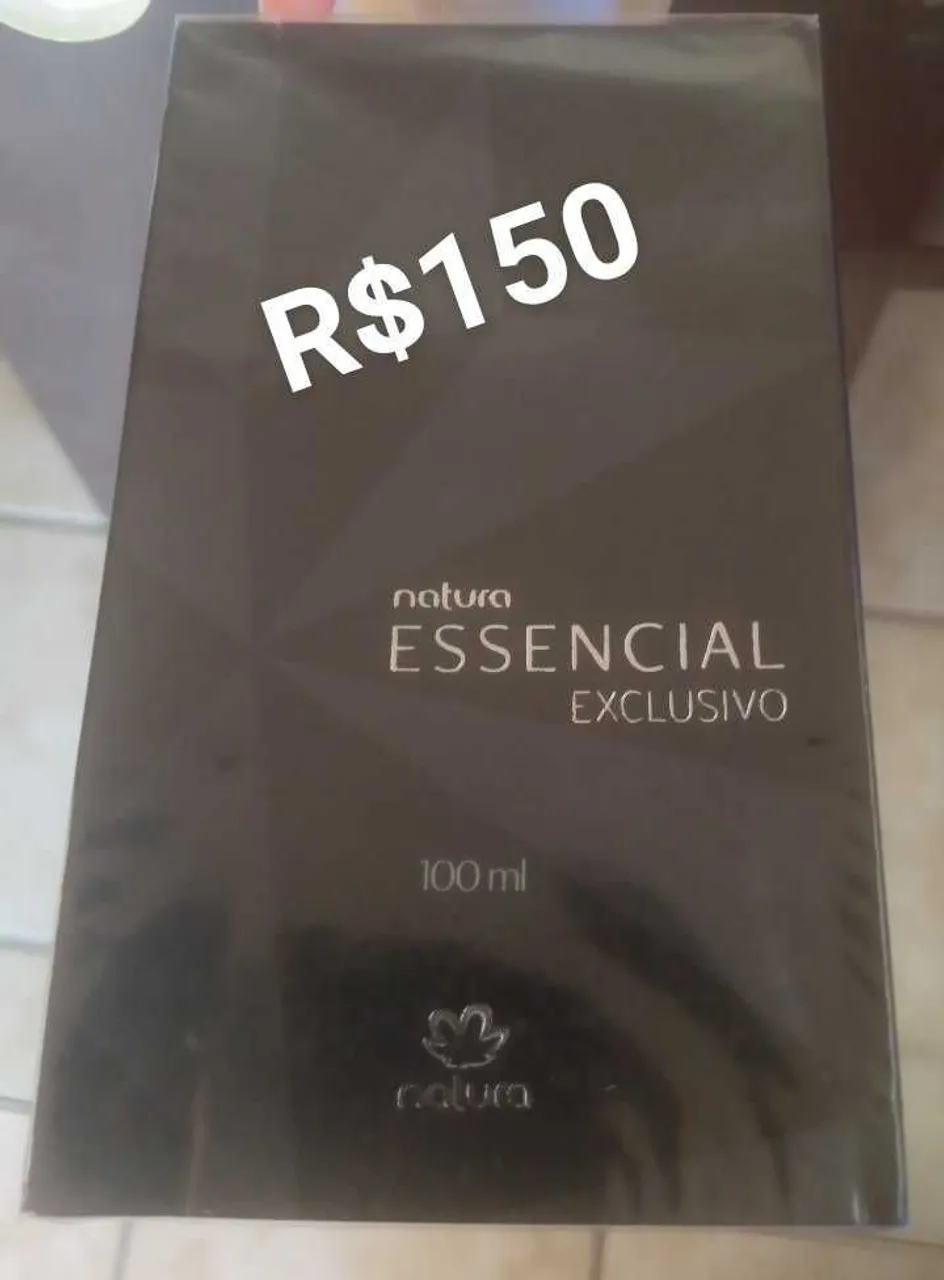 R$150
natura
ESSENCIAL
EXCLUSIVO
100 ml
natura